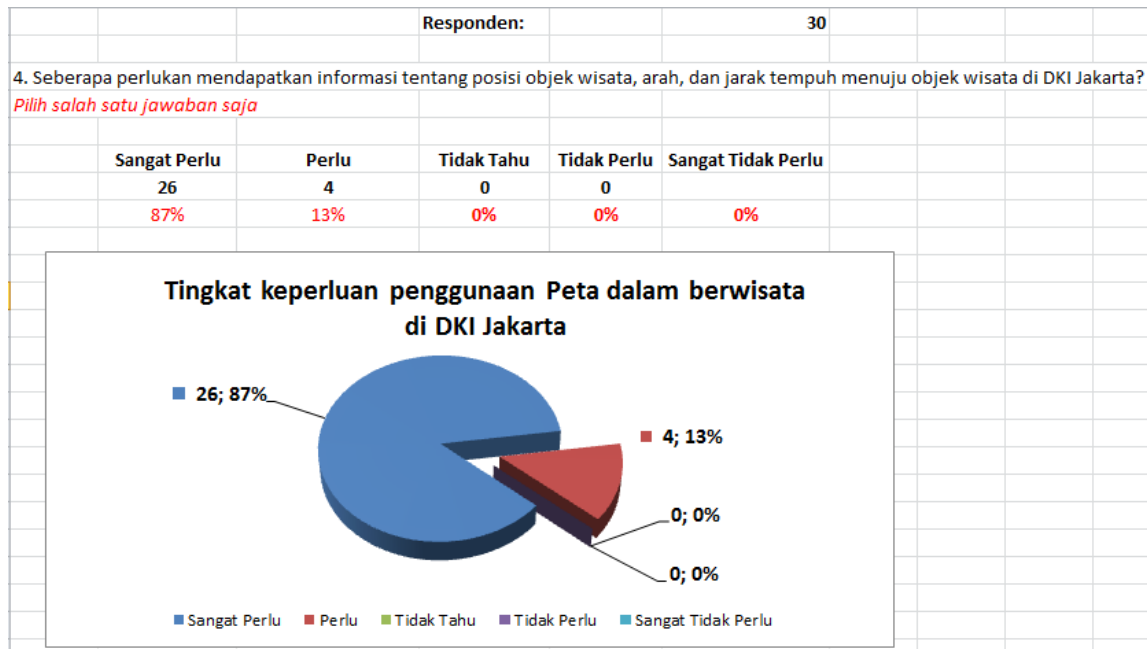 Responden: 30
4. Seberapa perlukan mendapatkan informasi tentang posisi objek wisata, arah, dan jarak tempuh menuju objek wisata di DKI Jakarta?
Pilih salah satu jawaban saja
Sangat Perlu Perlu Tidak Tahu Tidak Perlu Sangat Tidak Perlu
26 4 0 0
87% 13% 0% 0% 0%
Tingkat keperluan penggunaan Peta dalam berwisata
di DKI Jakarta
26; 87%
4; 13%
0; 0%
0; 0%
Sangat Perlu Perlu Tidak Tahu Tidak Perlu Sangat Tidak Perlu